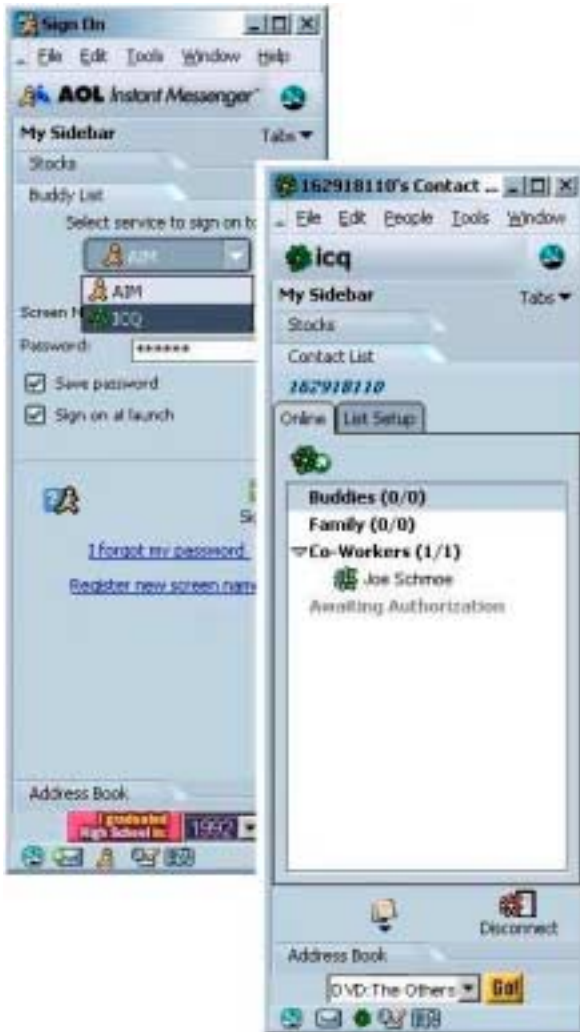 Sign On
File Edit Tools Window Help
AOL Instant Messenger™
My Sidebar Tabs
Stocks
Buddy List
Select service to sign on to
AIM
AIM
ICQ
Screen N
Password: ******
Save password
Sign on at launch
I forgot my password
Register new screen name
Address Book
I graduated
High School in: 1992
162918110's Contact ...
File Edit People Tools Window
icq
My Sidebar Tabs
Stocks
Contact List
162918110
Online List Setup
Buddies (0/0)
Family (0/0)
Co-Workers (1/1)
Joe Schmoe
Awaiting Authorization
Disconnect
Address Book
DVD: The Others Go!